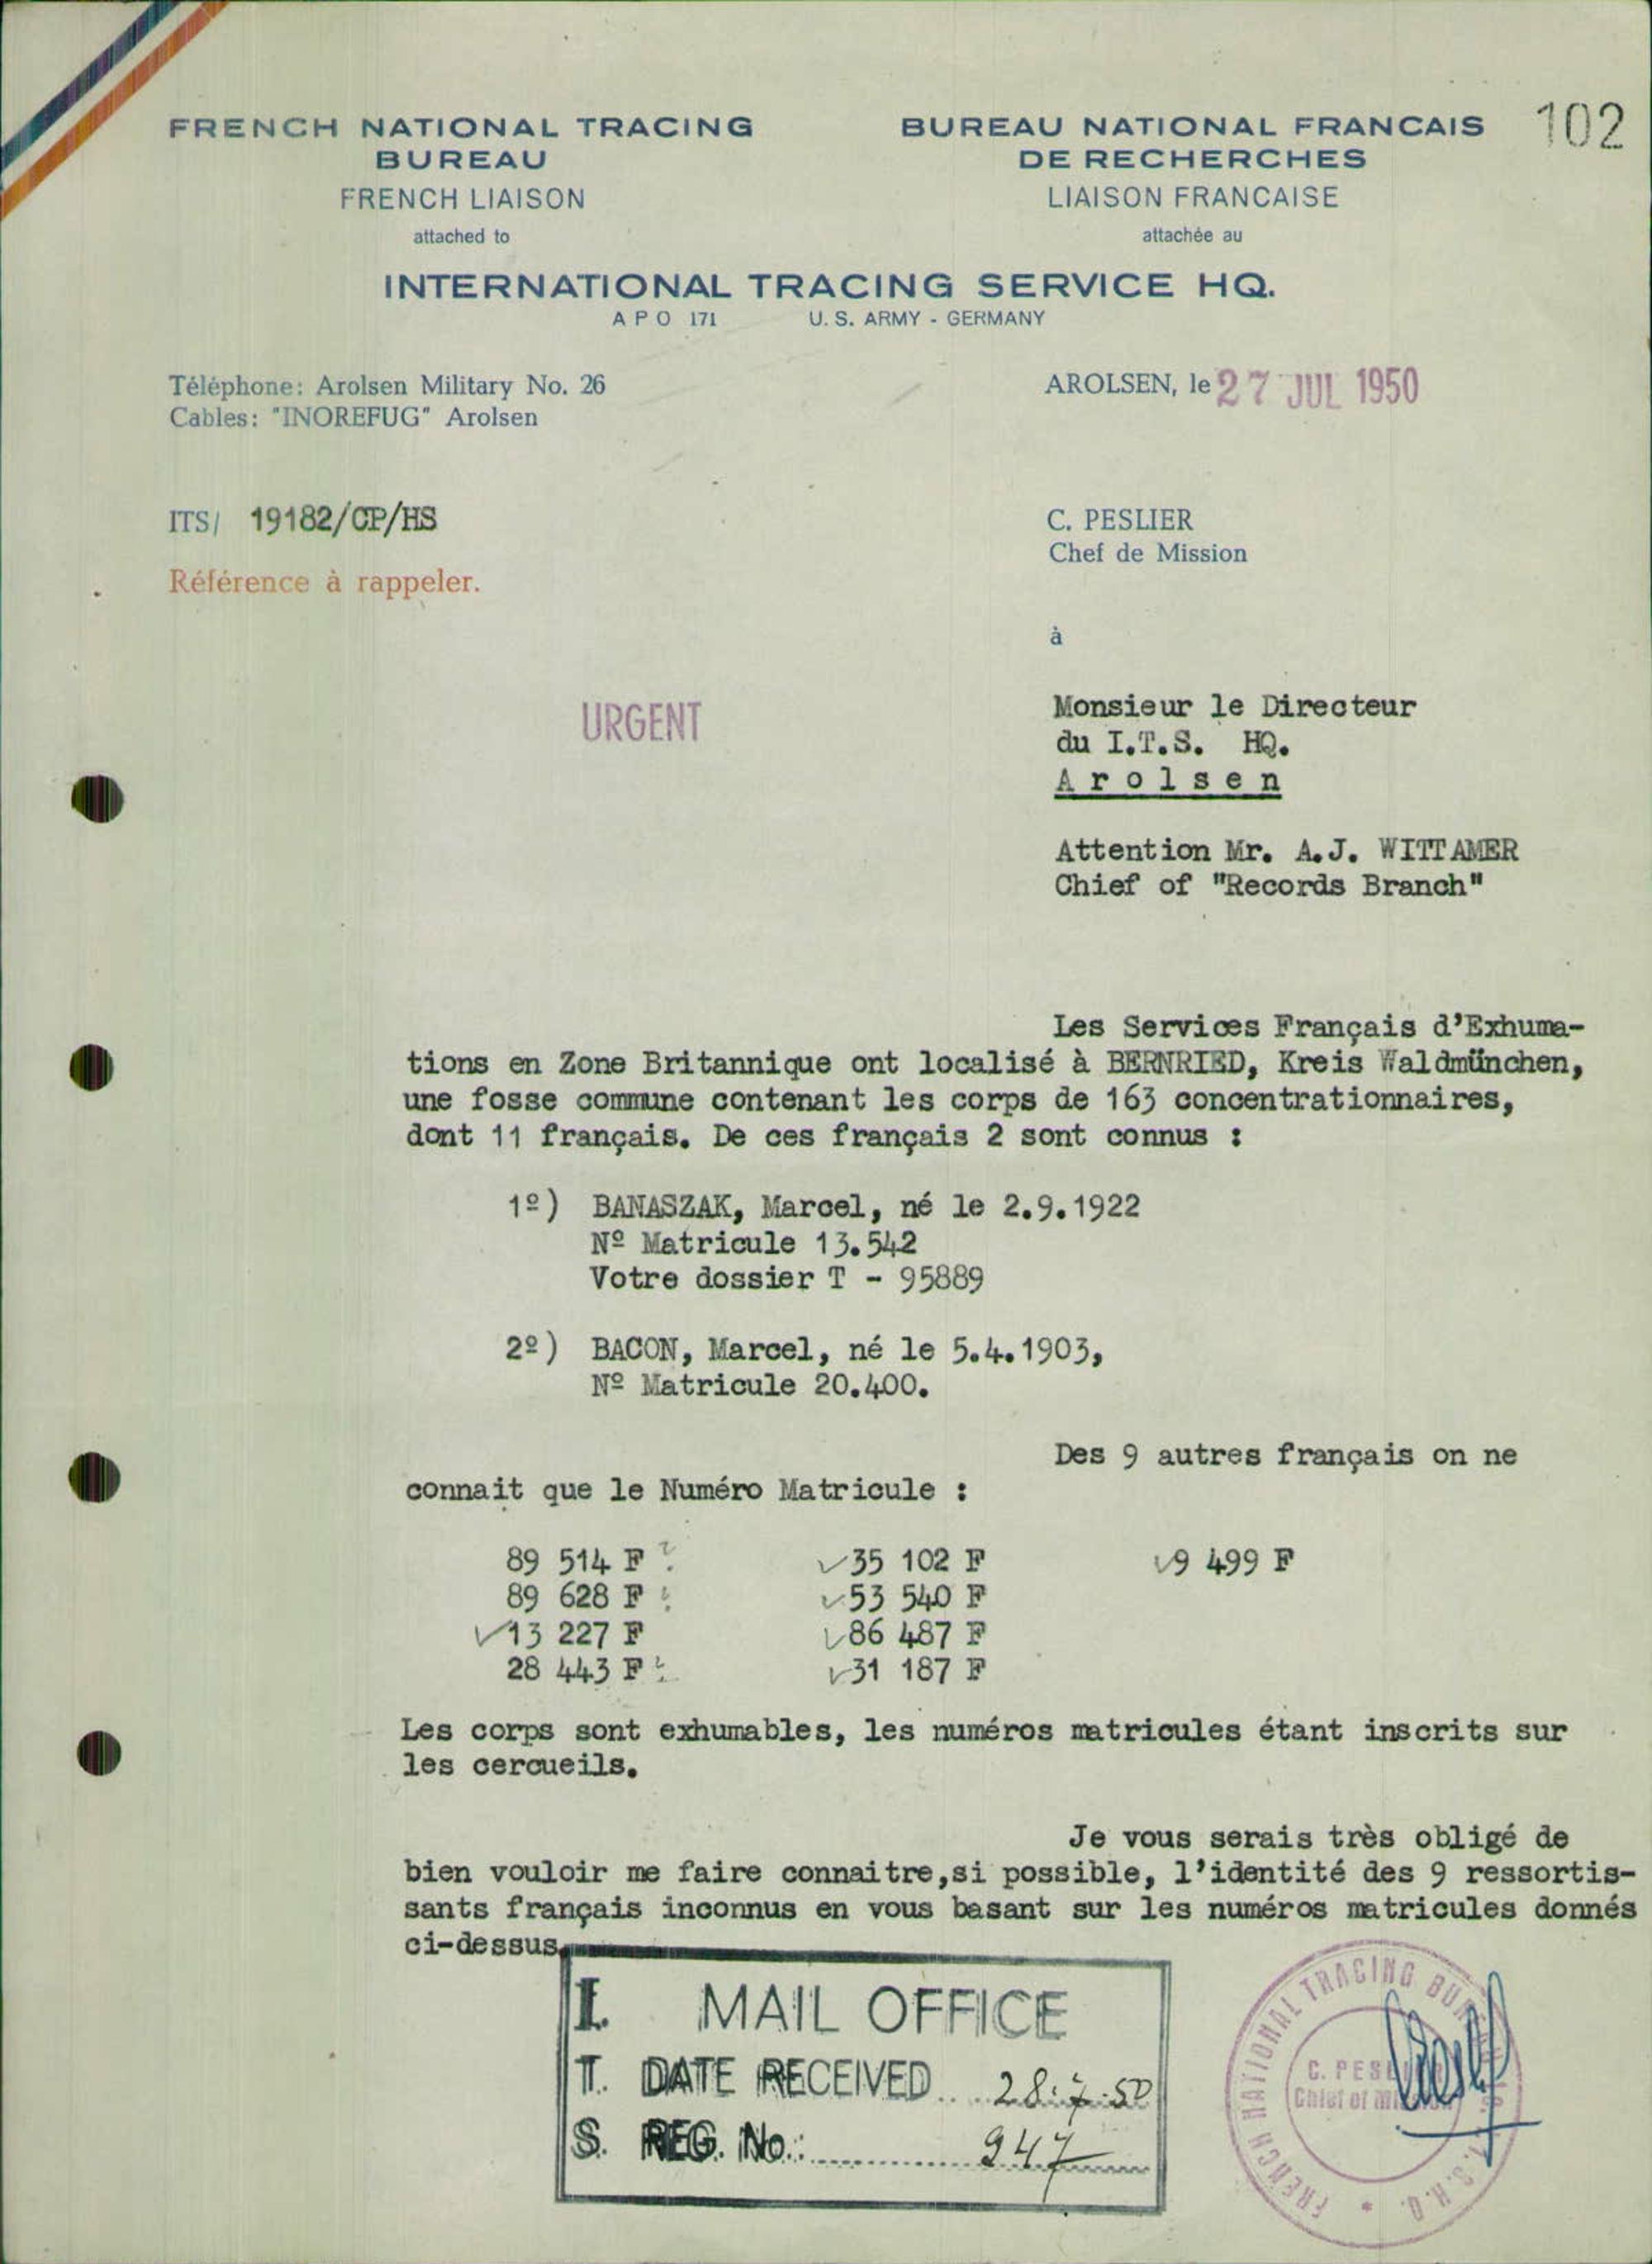 102
FRENCH NATIONAL TRACING
BUREAU
FRENCH LIAISON
attached to
BUREAU NATIONAL FRANCAIS
DE RECHERCHES
LIAISON FRANCAISE
attachée au
INTERNATIONAL TRACING SERVICE HQ.
A P O 171 U. S. ARMY - GERMANY
Téléphone: Arolsen Military No. 26
Cables: "INOREFUG" Arolsen
AROLSEN, le 27 JUL 1950
ITS/ 19182/CP/HS
Référence à rappeler.
C. PESLIER
Chef de Mission
à
URGENT
Monsieur le Directeur
du I.T.S. HQ.
Arolsen
Attention Mr. A.J. WITTAMER
Chief of "Records Branch"
Les Services Français d'Exhuma-
tions en Zone Britannique ont localisé à BERNRIED, Kreis Waldmünchen,
une fosse commune contenant les corps de 163 concentrationnaires,
dont 11 français. De ces français 2 sont connus :
1º) BANASZAK, Marcel, né le 2.9.1922
Nº Matricule 13.542
Votre dossier T - 95889
2º) BACON, Marcel, né le 5.4.1903,
Nº Matricule 20.400.
Des 9 autres français on ne
connait que le Numéro Matricule :
89 514 F ? ✓35 102 F ✓9 499 F
89 628 F ? ✓53 540 F
✓13 227 F ✓86 487 F
28 443 F ? ✓31 187 F
Les corps sont exhumables, les numéros matricules étant inscrits sur
les cercueils.
Je vous serais très obligé de
bien vouloir me faire connaitre,si possible, l'identité des 9 ressortis-
sants français inconnus en vous basant sur les numéros matricules donnés
ci-dessus.
I. MAIL OFFICE
T. DATE RECEIVED 28.7.50
S. REG. No.: 947
FRENCH NATIONAL TRACING
C.
Chief of